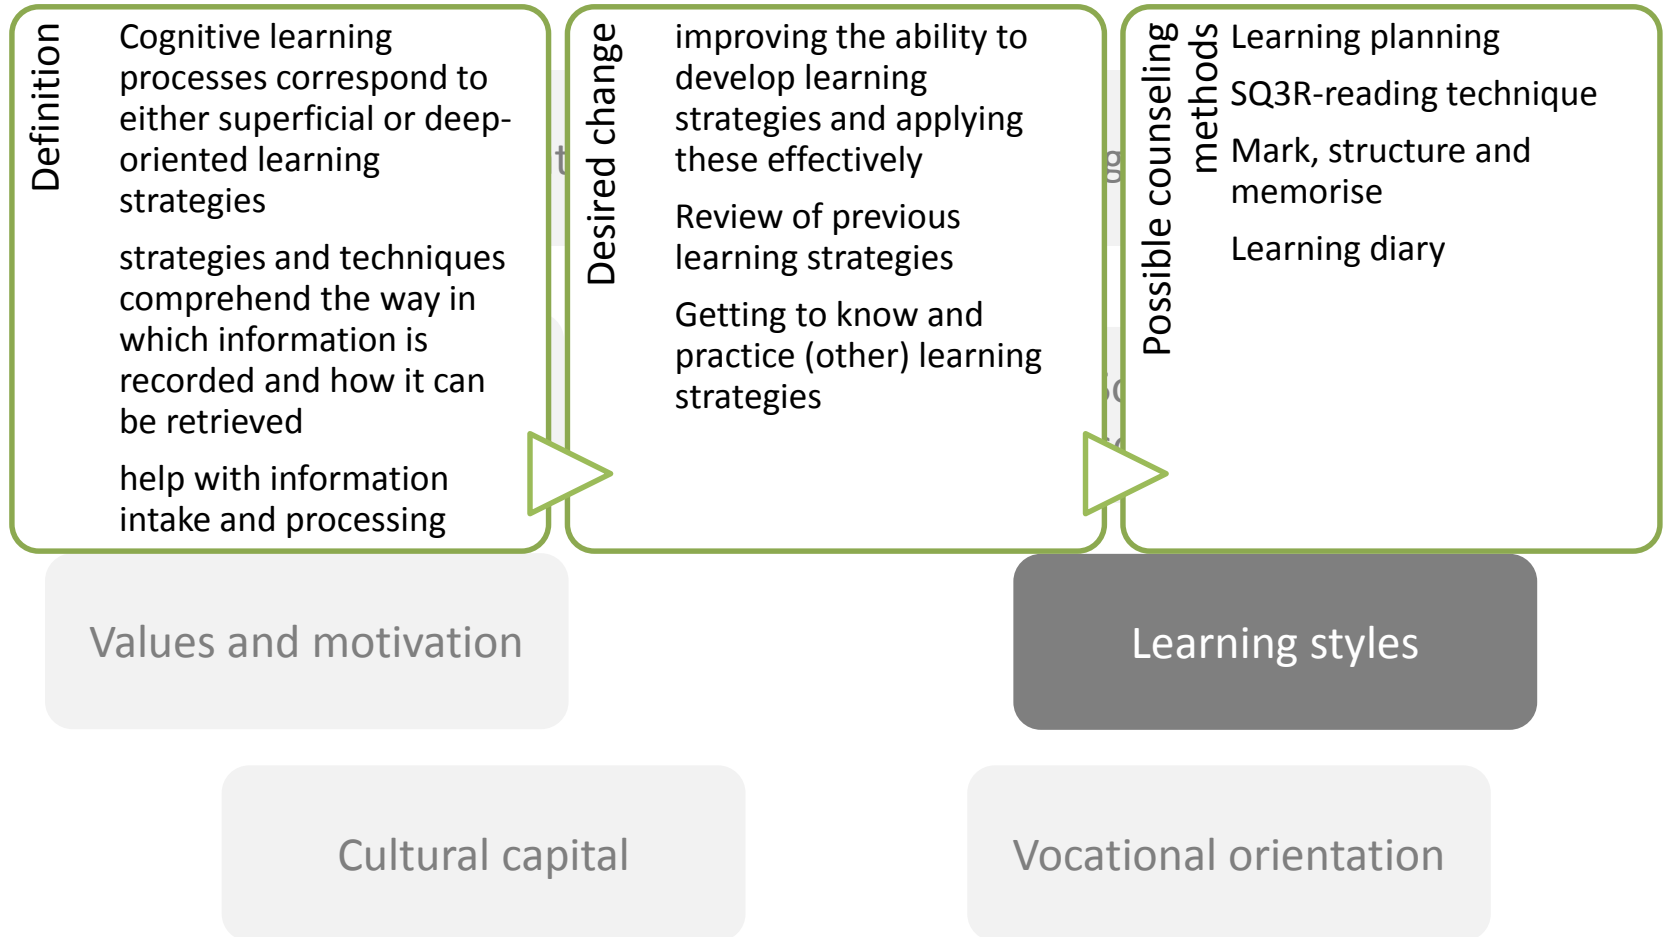 Definition
Cognitive learning
processes correspond to
either superficial or deep-
oriented learning
strategies
strategies and techniques
comprehend the way in
which information is
recorded and how it can
be retrieved
help with information
intake and processing
Desired change
improving the ability to
develop learning
strategies and applying
these effectively
Review of previous
learning strategies
Getting to know and
practice (other) learning
strategies
Possible counseling
methods
Learning planning
SQ3R-reading technique
Mark, structure and
memorise
Learning diary
Values and motivation
Learning styles
Cultural capital
Vocational orientation